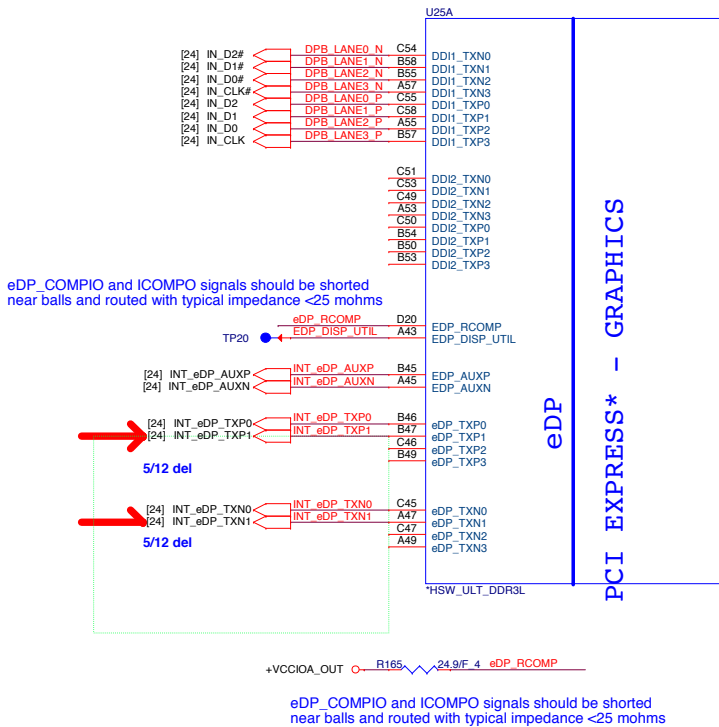 U25A
[24] IN_D2# DPB_LANE0_N C54 DDI1_TXN0
[24] IN_D1# DPB_LANE1_N B58 DDI1_TXN1
[24] IN_D0# DPB_LANE2_N B55 DDI1_TXN2
[24] IN_CLK# DPB_LANE3_N A57 DDI1_TXN3
[24] IN_D2 DPB_LANE0_P C55 DDI1_TXP0
[24] IN_D1 DPB_LANE1_P C58 DDI1_TXP1
[24] IN_D0 DPB_LANE2_P A55 DDI1_TXP2
[24] IN_CLK DPB_LANE3_P B57 DDI1_TXP3
C51 DDI2_TXN0
C53 DDI2_TXN1
C49 DDI2_TXN2
A53 DDI2_TXN3
C50 DDI2_TXP0
B54 DDI2_TXP1
B50 DDI2_TXP2
B53 DDI2_TXP3
eDP_COMPIO and ICOMPO signals should be shorted
near balls and routed with typical impedance <25 mohms
eDP_RCOMP D20 EDP_RCOMP
TP20 EDP_DISP_UTIL A43 EDP_DISP_UTIL
[24] INT_eDP_AUXP INT_eDP_AUXP B45 EDP_AUXP
[24] INT_eDP_AUXN INT_eDP_AUXN A45 EDP_AUXN
[24] INT_eDP_TXP0 INT_eDP_TXP0 B46 eDP_TXP0
[24] INT_eDP_TXP1 INT_eDP_TXP1 B47 eDP_TXP1
C46 eDP_TXP2
B49 eDP_TXP3
5/12 del
[24] INT_eDP_TXN0 INT_eDP_TXN0 C45 eDP_TXN0
[24] INT_eDP_TXN1 INT_eDP_TXN1 A47 eDP_TXN1
C47 eDP_TXN2
A49 eDP_TXN3
5/12 del
eDP
PCI EXPRESS* - GRAPHICS
*HSW_ULT_DDR3L
+VCCIOA_OUT R165 24.9/F_4 eDP_RCOMP
eDP_COMPIO and ICOMPO signals should be shorted
near balls and routed with typical impedance <25 mohms